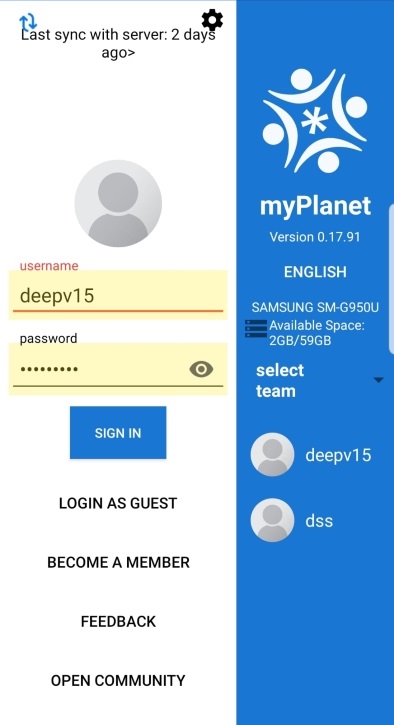 Last sync with server: 2 days
ago>
username
deepv15
password
•••••••••
SIGN IN
LOGIN AS GUEST
BECOME A MEMBER
FEEDBACK
OPEN COMMUNITY
myPlanet
Version 0.17.91
ENGLISH
SAMSUNG SM-G950U
Available Space:
2GB/59GB
select
team
deepv15
dss